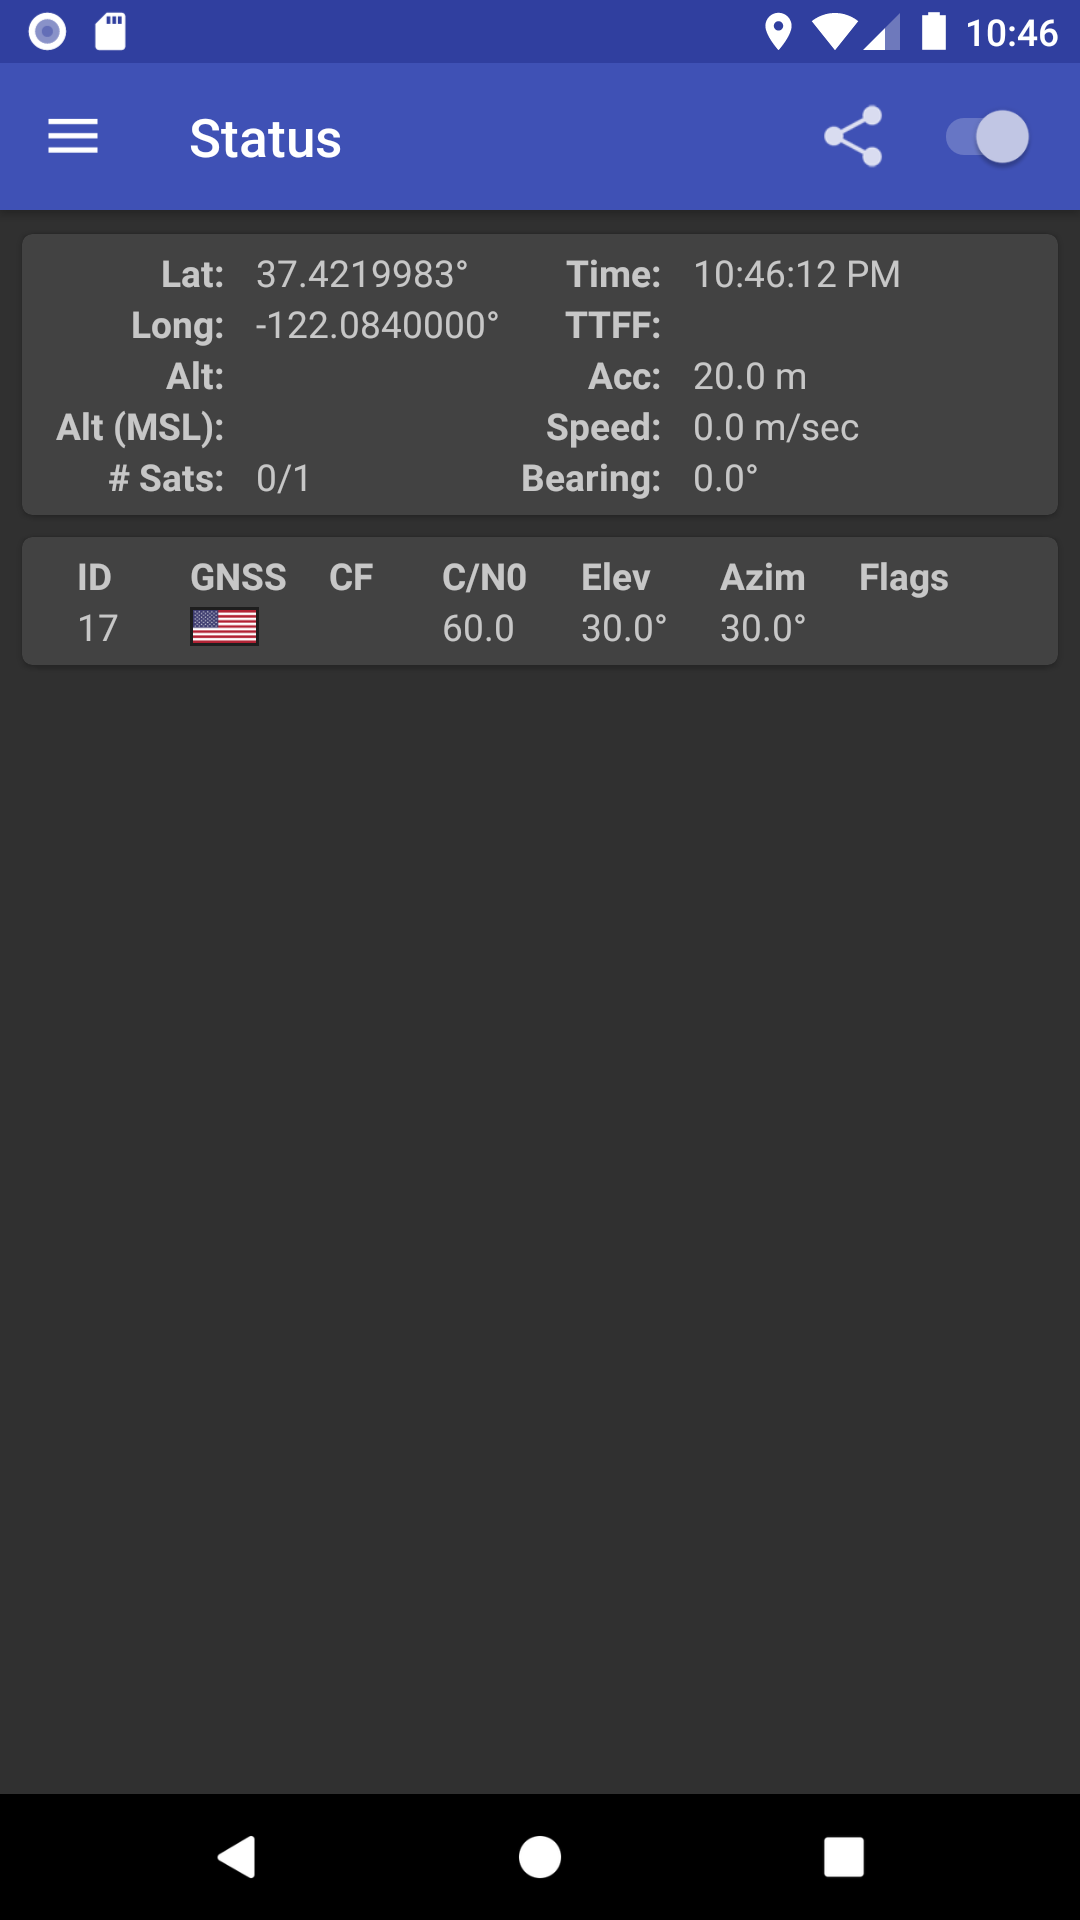 10:46
Status
Lat: 37.4219983° Time: 10:46:12 PM
Long: -122.0840000° TTFF:
Alt: Acc: 20.0 m
Alt (MSL): Speed: 0.0 m/sec
# Sats: 0/1 Bearing: 0.0°
ID GNSS CF C/N0 Elev Azim Flags
17 60.0 30.0° 30.0°